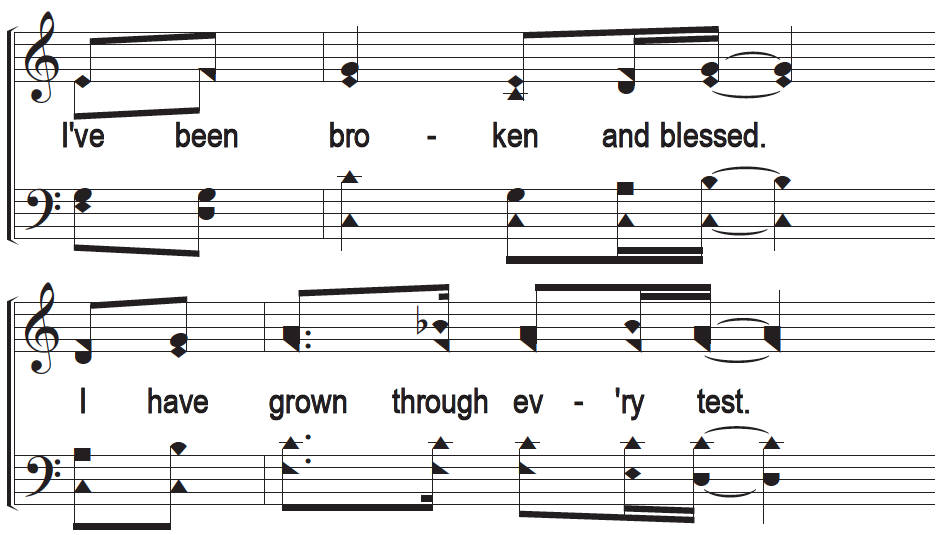 I've been bro - ken and blessed.
I have grown through ev - 'ry test.